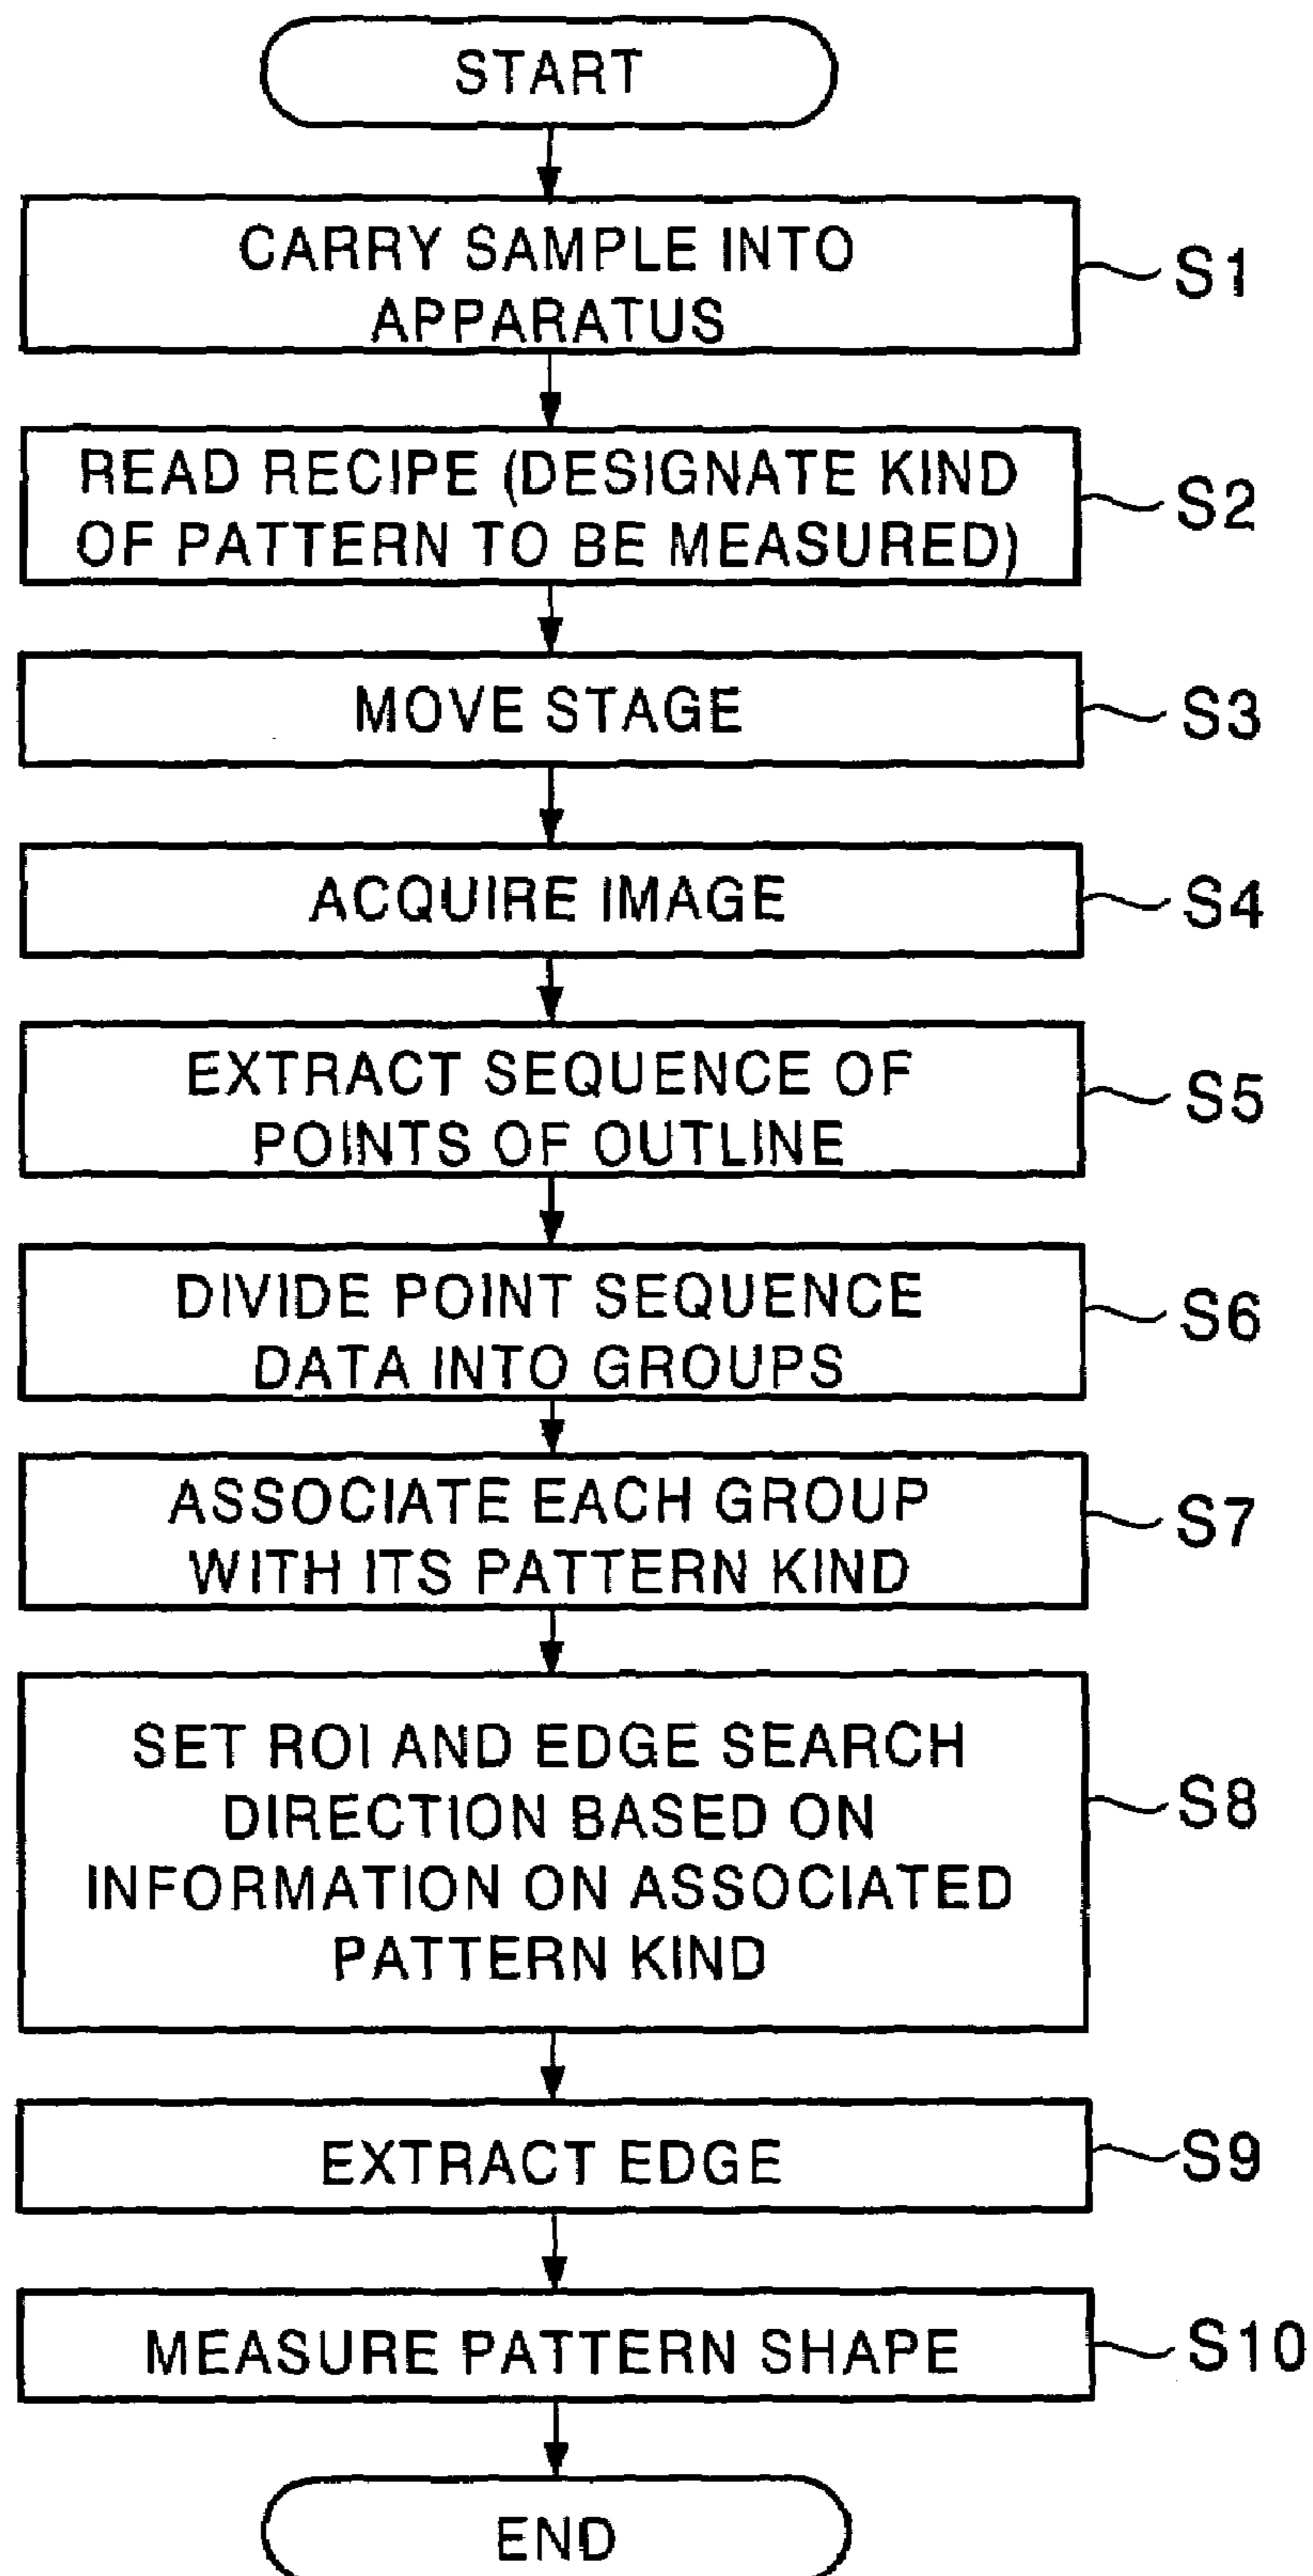 START
CARRY SAMPLE INTO
APPARATUS
S1
READ RECIPE (DESIGNATE KIND
OF PATTERN TO BE MEASURED)
S2
MOVE STAGE
S3
ACQUIRE IMAGE
S4
EXTRACT SEQUENCE OF
POINTS OF OUTLINE
S5
DIVIDE POINT SEQUENCE
DATA INTO GROUPS
S6
ASSOCIATE EACH GROUP
WITH ITS PATTERN KIND
S7
SET ROI AND EDGE SEARCH
DIRECTION BASED ON
INFORMATION ON ASSOCIATED
PATTERN KIND
S8
EXTRACT EDGE
S9
MEASURE PATTERN SHAPE
S10
END